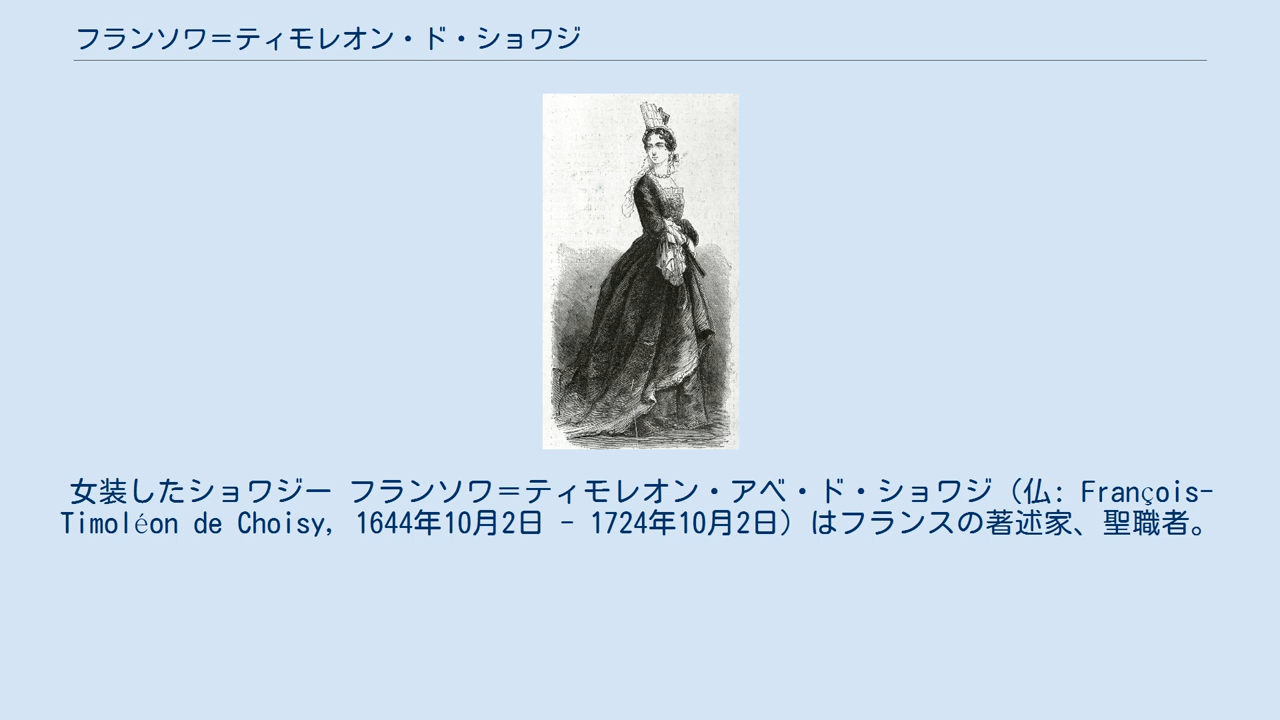 フランソワ＝ティモレオン・ド・ショワジ
女装したショワジー フランソワ＝ティモレオン・アベ・ド・ショワジ（仏: François-
Timoléon de Choisy, 1644年10月2日 - 1724年10月2日）はフランスの著述家、聖職者。